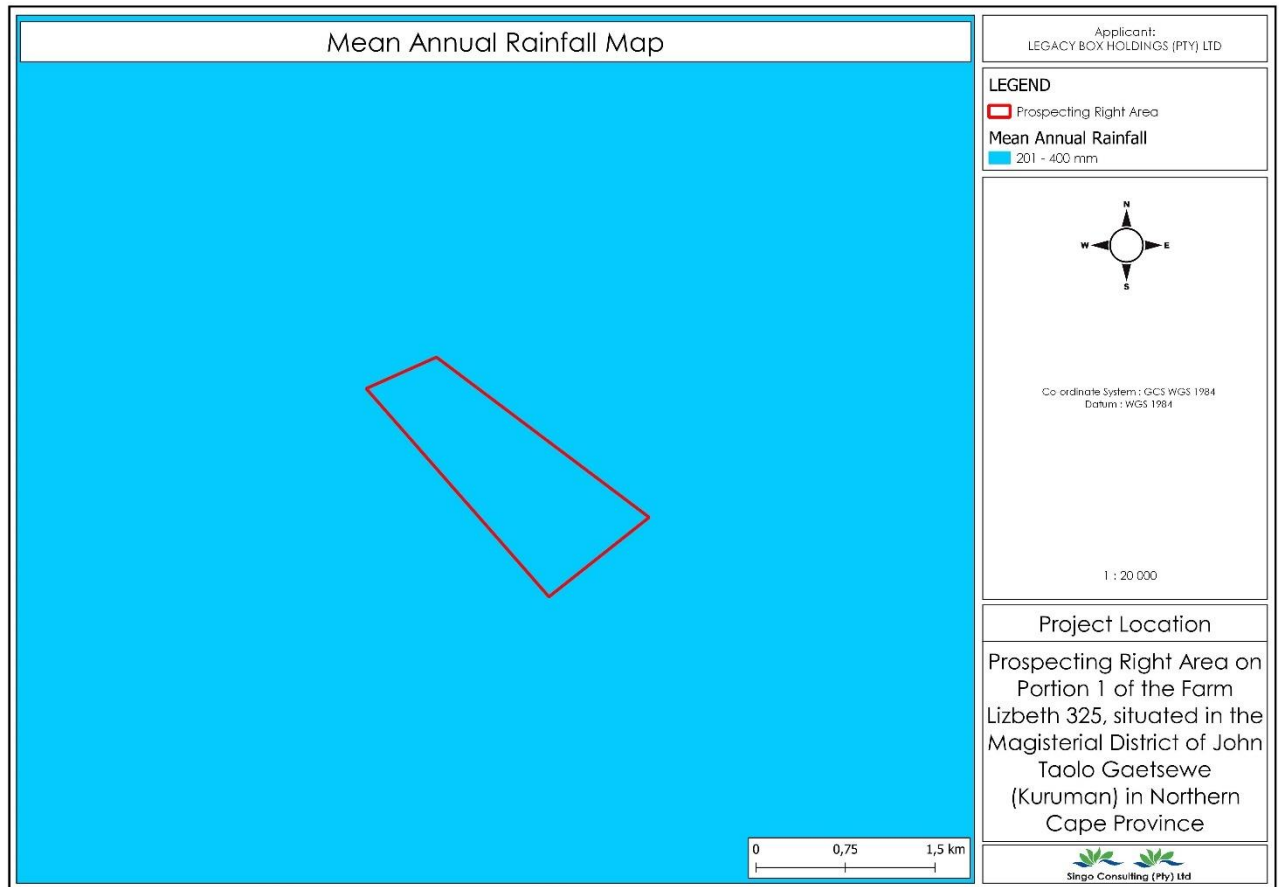 Mean Annual Rainfall Map
Applicant:
LEGACY BOX HOLDINGS (PTY) LTD
LEGEND
Prospecting Right Area
Mean Annual Rainfall
201 - 400 mm
N
W
E
S
Co ordinate System : GCS WGS 1984
Datum : WGS 1984
1 : 20 000
Project Location
Prospecting Right Area on
Portion 1 of the Farm
Lizbeth 325, situated in the
Magisterial District of John
Taolo Gaetsewe
(Kuruman) in Northern
Cape Province
0 0,75 1,5 km
Singo Consulting (Pty) Ltd